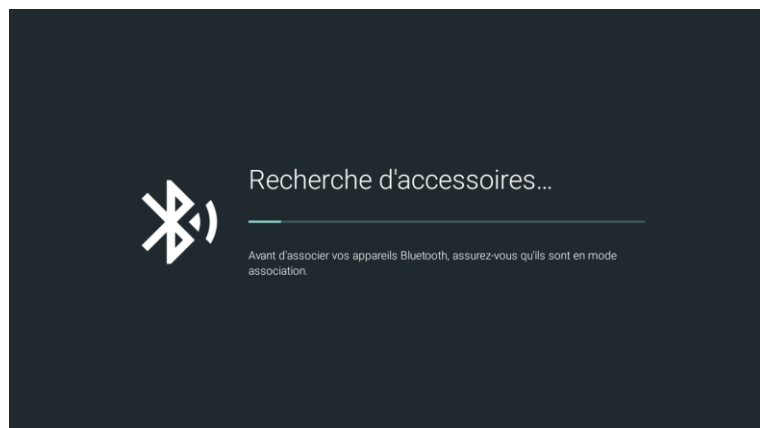 Recherche d'accessoires...
Avant d'associer vos appareils Bluetooth, assurez-vous qu'ils sont en mode
association.